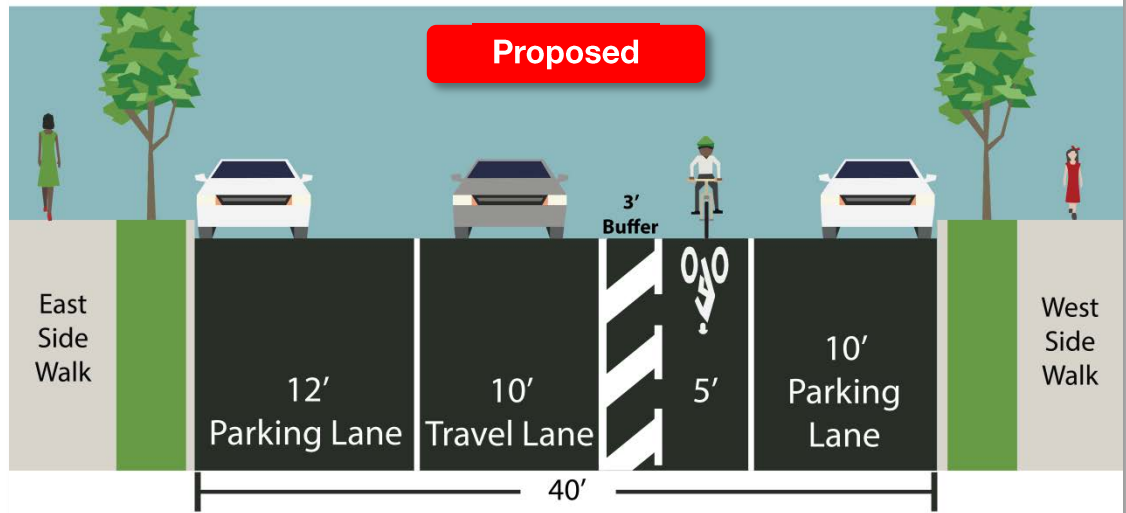 Proposed
3’
Buffer
East
Side
Walk
12’
Parking Lane
10’
Travel Lane
5’
10’
Parking
Lane
West
Side
Walk
40’